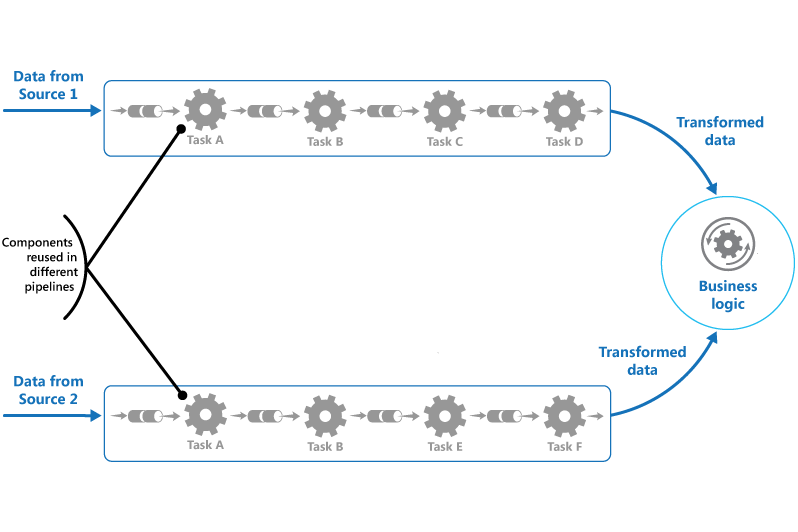 Data from
Source 1
Task A
Task B
Task C
Task D
Transformed
data
Components
reused in
different
pipelines
Business
logic
Transformed
data
Data from
Source 2
Task A
Task B
Task E
Task F